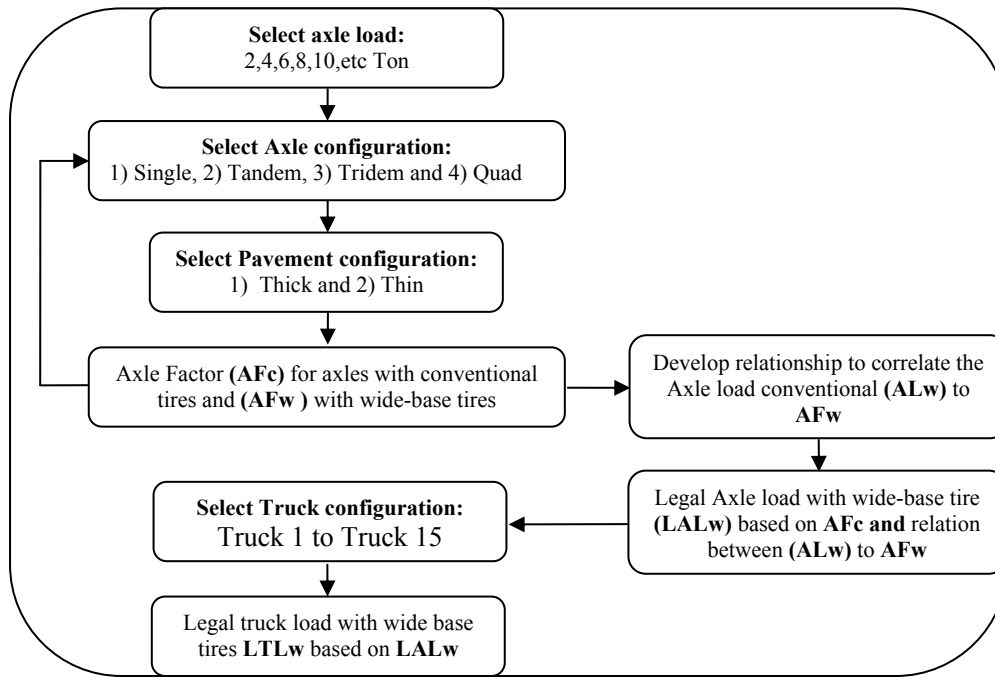 Select axle load:
2,4,6,8,10,etc Ton
Select Axle configuration:
1) Single, 2) Tandem, 3) Tridem and 4) Quad
Select Pavement configuration:
1) Thick and 2) Thin
Axle Factor (AFc) for axles with conventional
tires and (AFw ) with wide-base tires
Develop relationship to correlate the
Axle load conventional (ALw) to
AFw
Legal Axle load with wide-base tire
(LALw) based on AFc and relation
between (ALw) to AFw
Select Truck configuration:
Truck 1 to Truck 15
Legal truck load with wide base
tires LTLw based on LALw